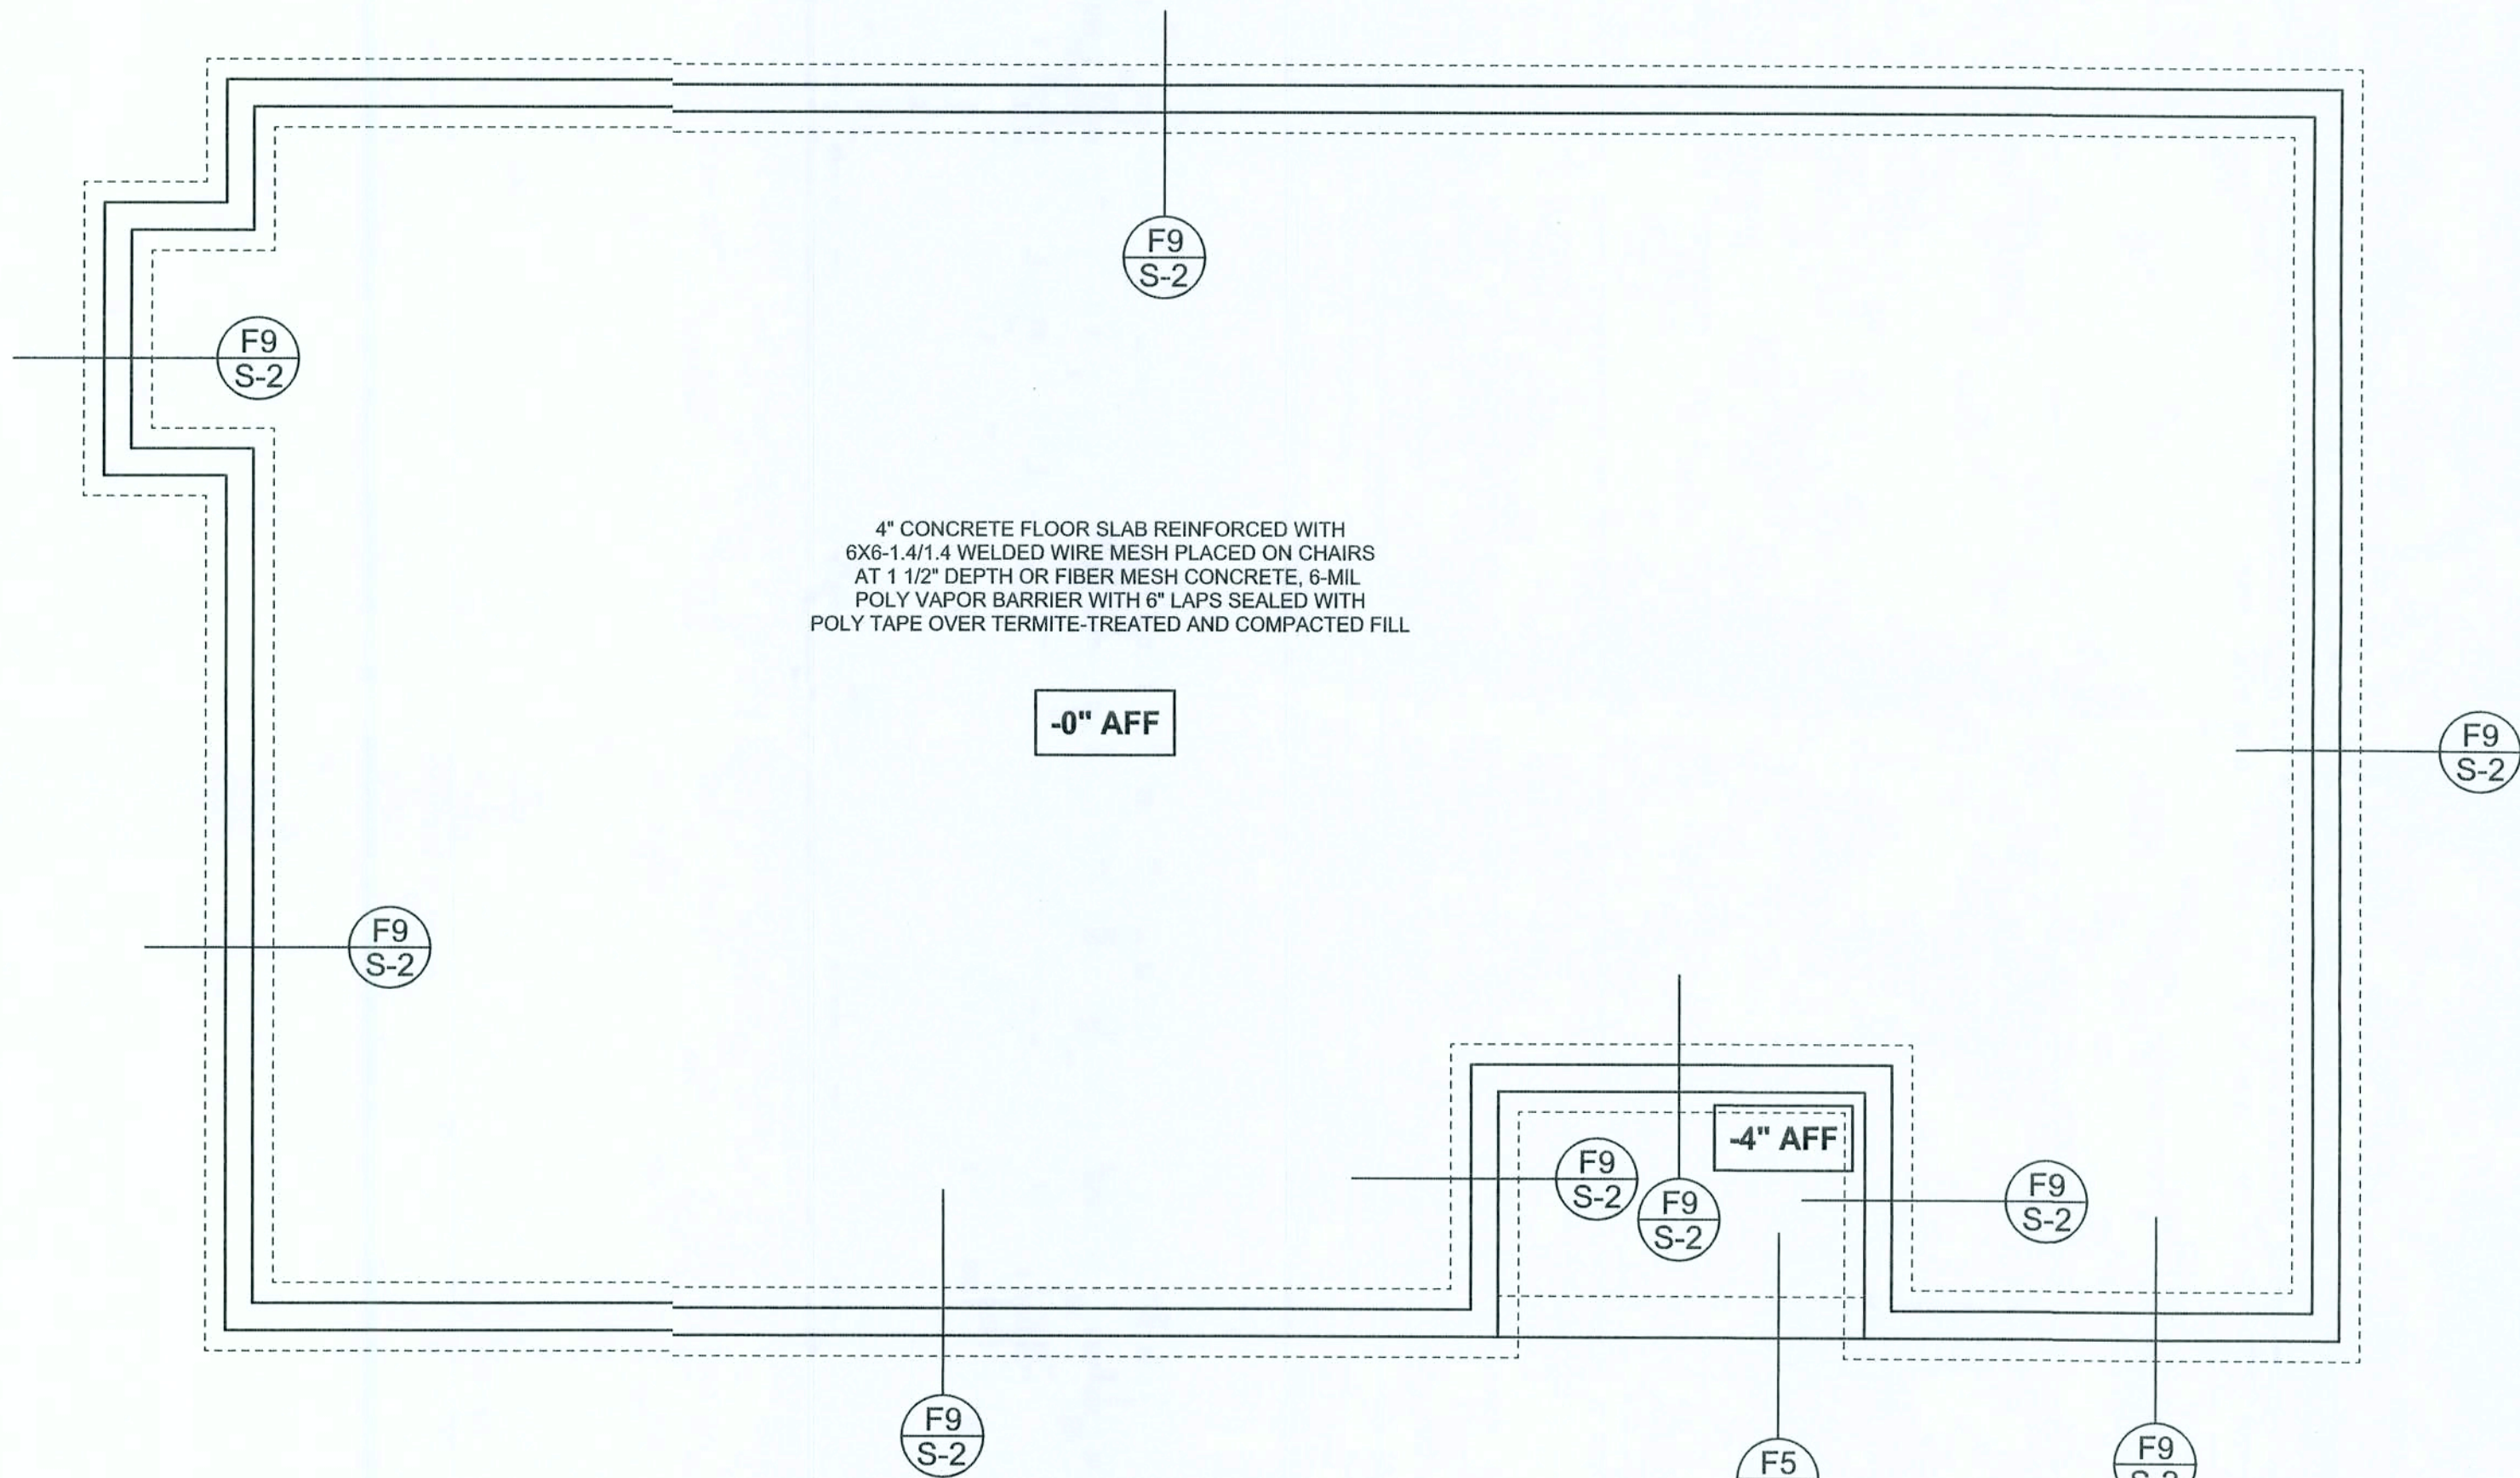 F9
S-2
F9
S-2
4" CONCRETE FLOOR SLAB REINFORCED WITH
6X6-1.4/1.4 WELDED WIRE MESH PLACED ON CHAIRS
AT 1 1/2" DEPTH OR FIBER MESH CONCRETE, 6-MIL
POLY VAPOR BARRIER WITH 6" LAPS SEALED WITH
POLY TAPE OVER TERMITE-TREATED AND COMPACTED FILL
-0" AFF
F9
S-2
F9
S-2
-4" AFF
F9
S-2
F9
S-2
F9
S-2
F9
S-2
F5
F9